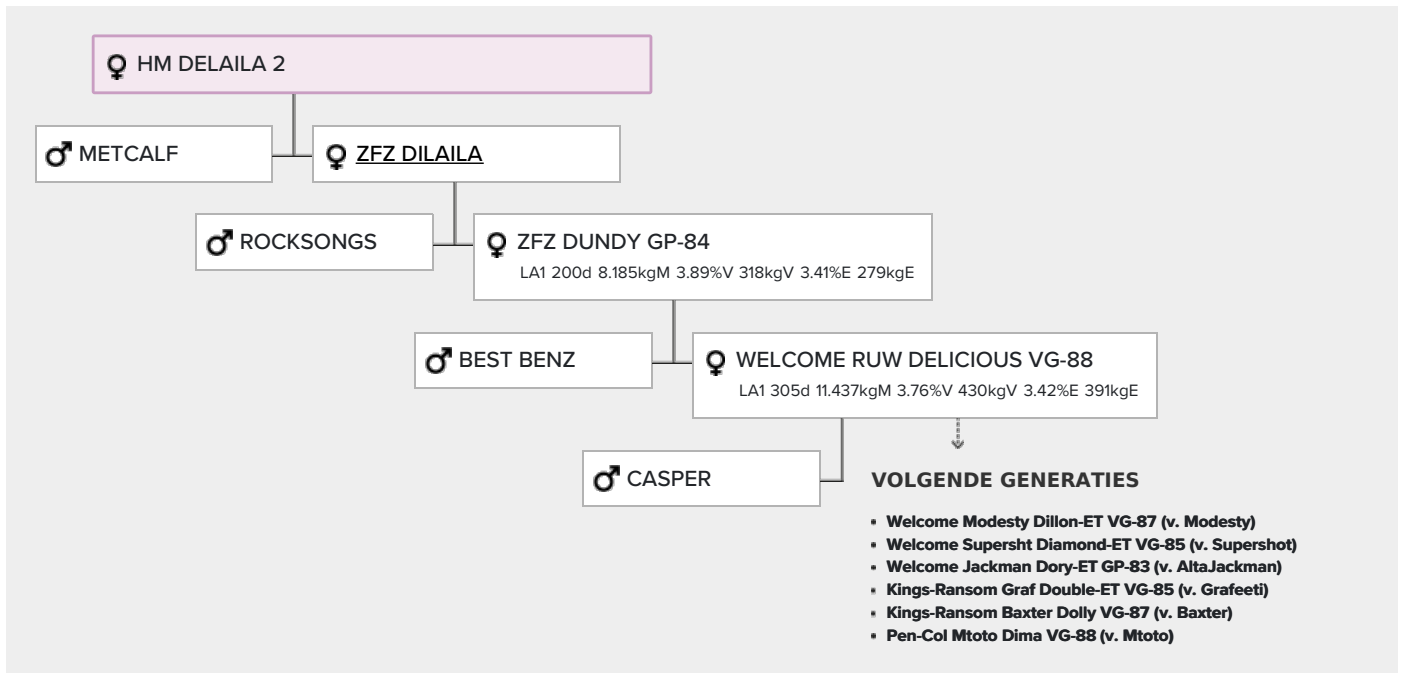 HM DELAILA 2
METCALF
ZFZ DILAILA
ROCKSONGS
ZFZ DUNDY GP-84
LA1 200d 8.185kgM 3.89%V 318kgV 3.41%E 279kgE
BEST BENZ
WELCOME RUW DELICIOUS VG-88
LA1 305d 11.437kgM 3.76%V 430kgV 3.42%E 391kgE
CASPER
VOLGENDE GENERATIES
• Welcome Modesty Dillon-ET VG-87 (v. Modesty)
• Welcome Supersht Diamond-ET VG-85 (v. Supershot)
• Welcome Jackman Dory-ET GP-83 (v. AltaJackman)
• Kings-Ransom Graf Double-ET VG-85 (v. Grafeeti)
• Kings-Ransom Baxter Dolly VG-87 (v. Baxter)
• Pen-Col Mtoto Dima VG-88 (v. Mtoto)